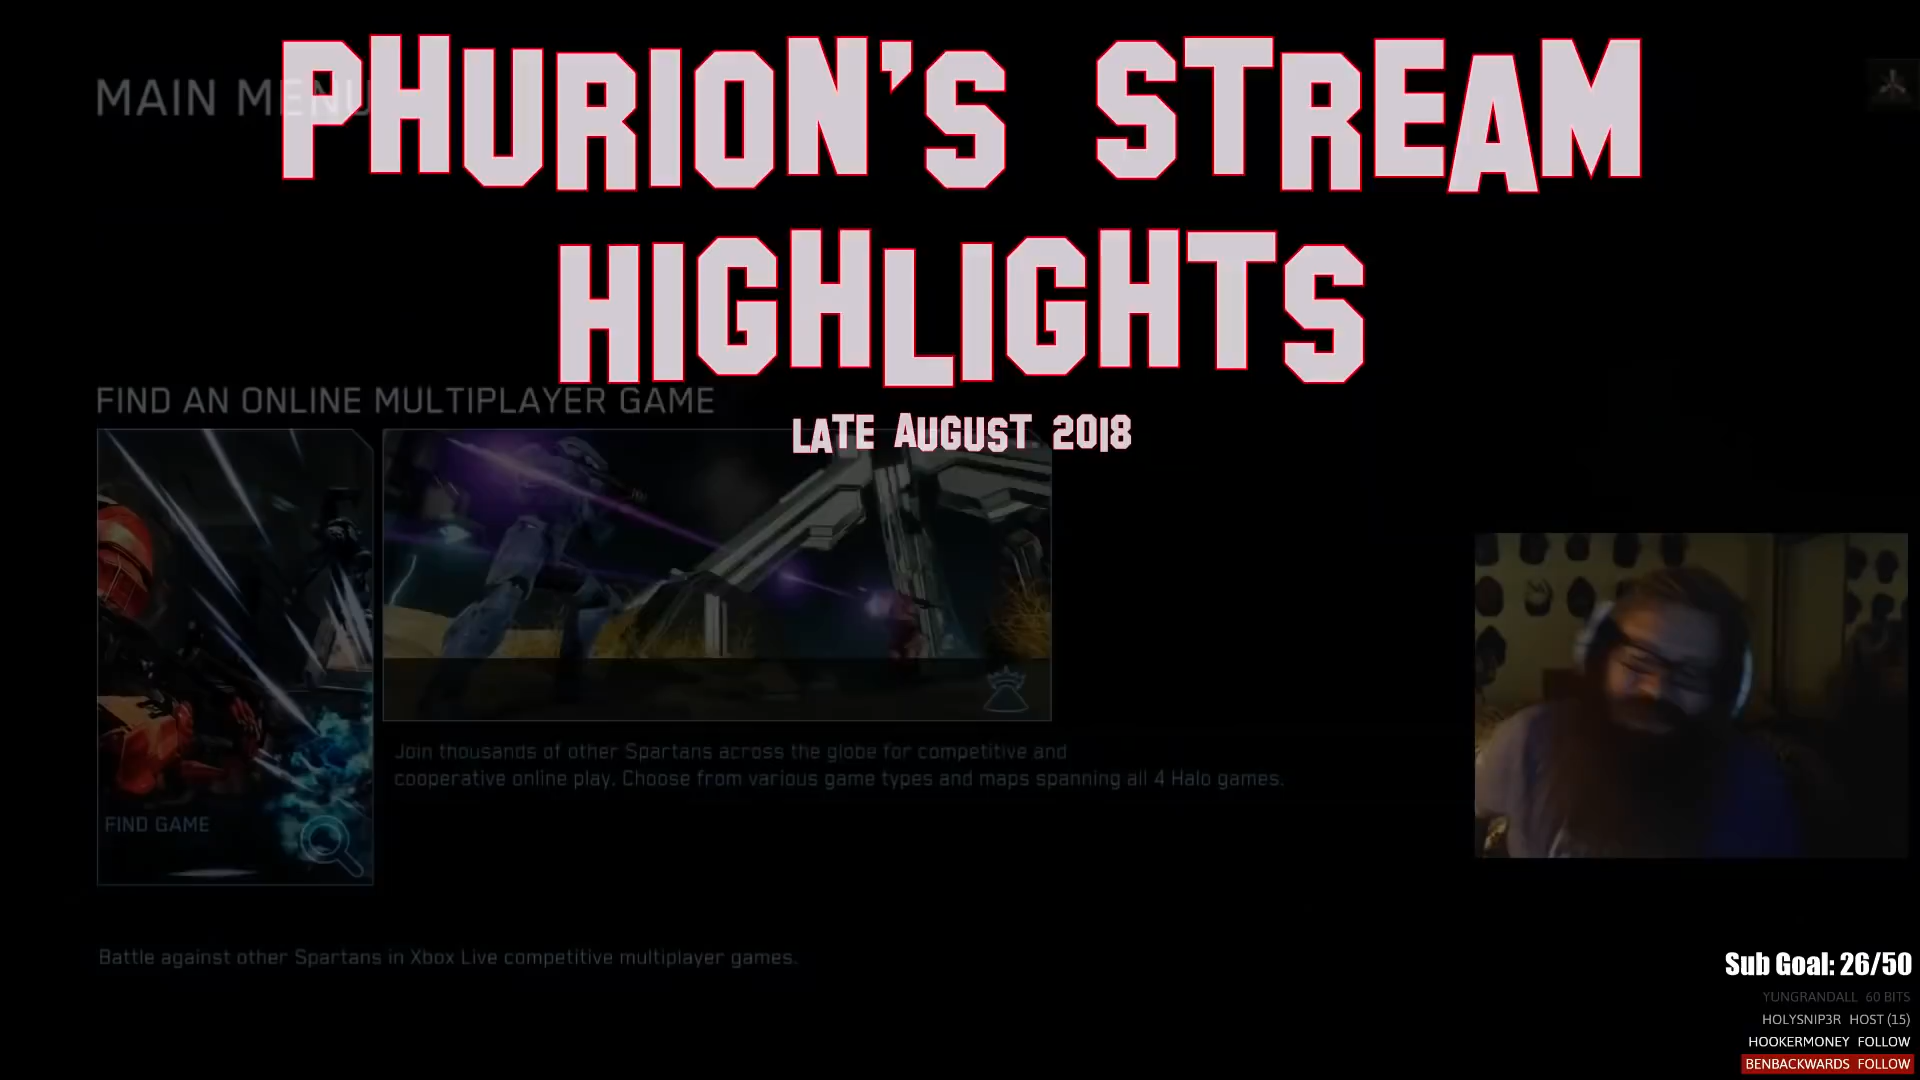 PHURION'S STREAM
HIGHLIGHTS
LATE AUGUST 2018
MAIN MENU
FIND AN ONLINE MULTIPLAYER GAME
FIND GAME
Join thousands of other Spartans across the globe for competitive and
cooperative online play. Choose from various game types and maps spanning all 4 Halo games.
Battle against other Spartans in Xbox Live competitive multiplayer games.
Sub Goal: 26/50
YUNGRANDALL 60 BITS
HOLYSNIP3R HOST (15)
HOOKERMONEY FOLLOW
BENBACKWARDS FOLLOW